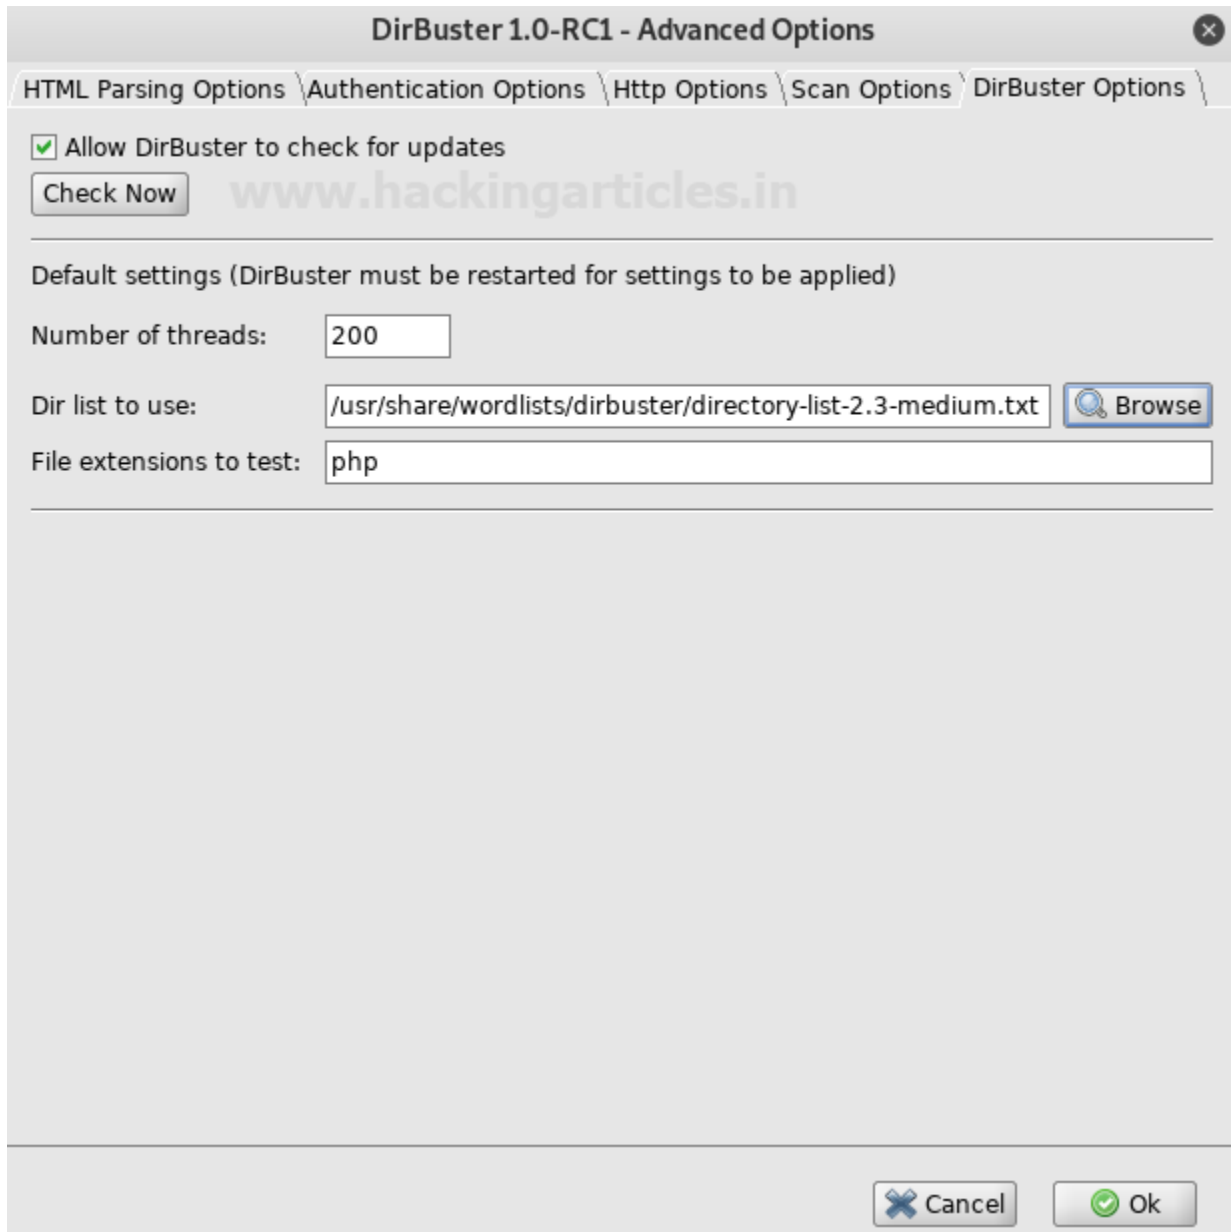 DirBuster 1.0-RC1 - Advanced Options
HTML Parsing Options Authentication Options Http Options Scan Options DirBuster Options
Allow DirBuster to check for updates
Check Now
www.hackingarticles.in
Default settings (DirBuster must be restarted for settings to be applied)
Number of threads: 200
Dir list to use: /usr/share/wordlists/dirbuster/directory-list-2.3-medium.txt Browse
File extensions to test: php
Cancel Ok